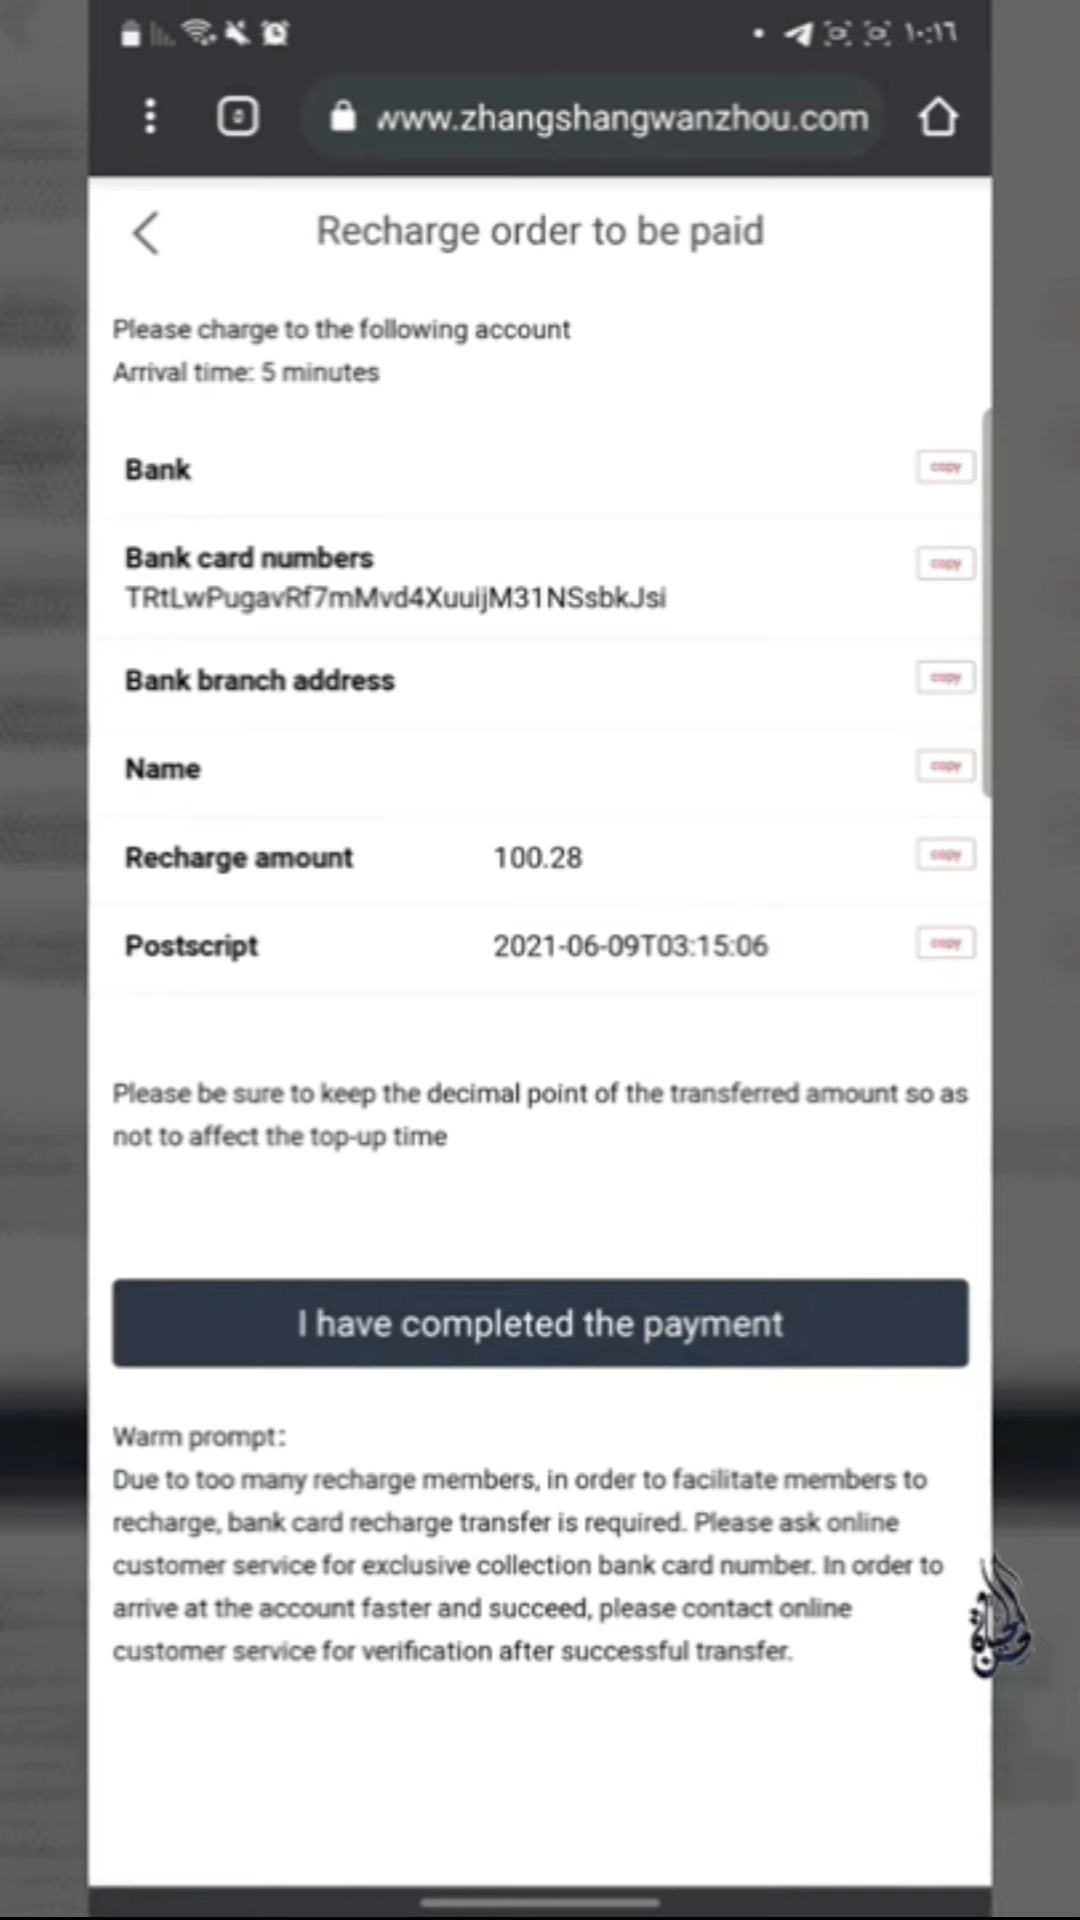 ١٠:١٦
www.zhangshangwanzhou.com
Recharge order to be paid
Please charge to the following account
Arrival time: 5 minutes
Bank copy
Bank card numbers copy
TRtLwPugavRf7mMvd4XuuijM31NSsbkJsi
Bank branch address copy
Name copy
Recharge amount 100.28 copy
Postscript 2021-06-09T03:15:06 copy
Please be sure to keep the decimal point of the transferred amount so as
not to affect the top-up time
I have completed the payment
Warm prompt:
Due to too many recharge members, in order to facilitate members to
recharge, bank card recharge transfer is required. Please ask online
customer service for exclusive collection bank card number. In order to
arrive at the account faster and succeed, please contact online
customer service for verification after successful transfer.